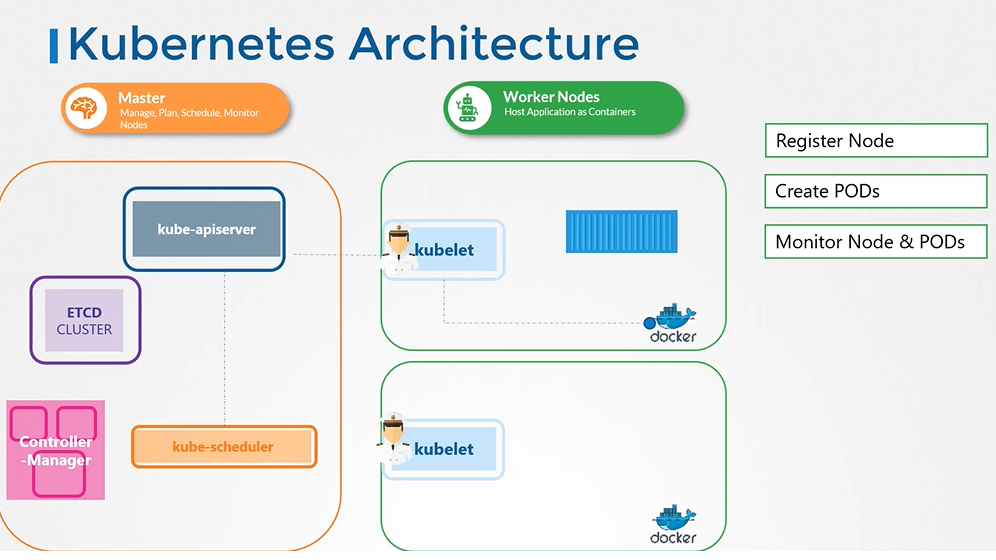 Kubernetes Architecture
Master
Manage, Plan, Schedule, Monitor
Nodes
Worker Nodes
Host Application as Containers
Register Node
Create PODs
Monitor Node & PODs
kube-apiserver
ETCD
CLUSTER
Controller
-Manager
kube-scheduler
kubelet
docker
kubelet
docker